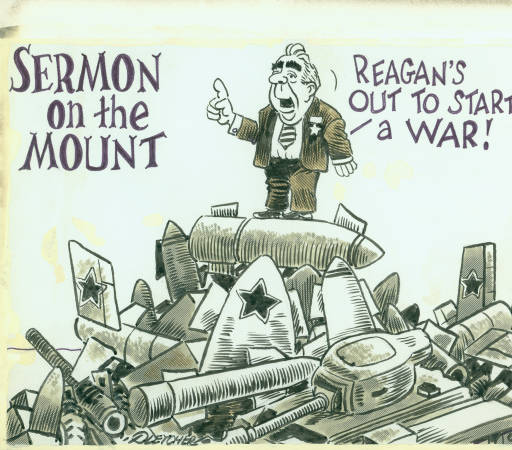 SERMON
on the
MOUNT
REAGAN'S
OUT TO START
a WAR!